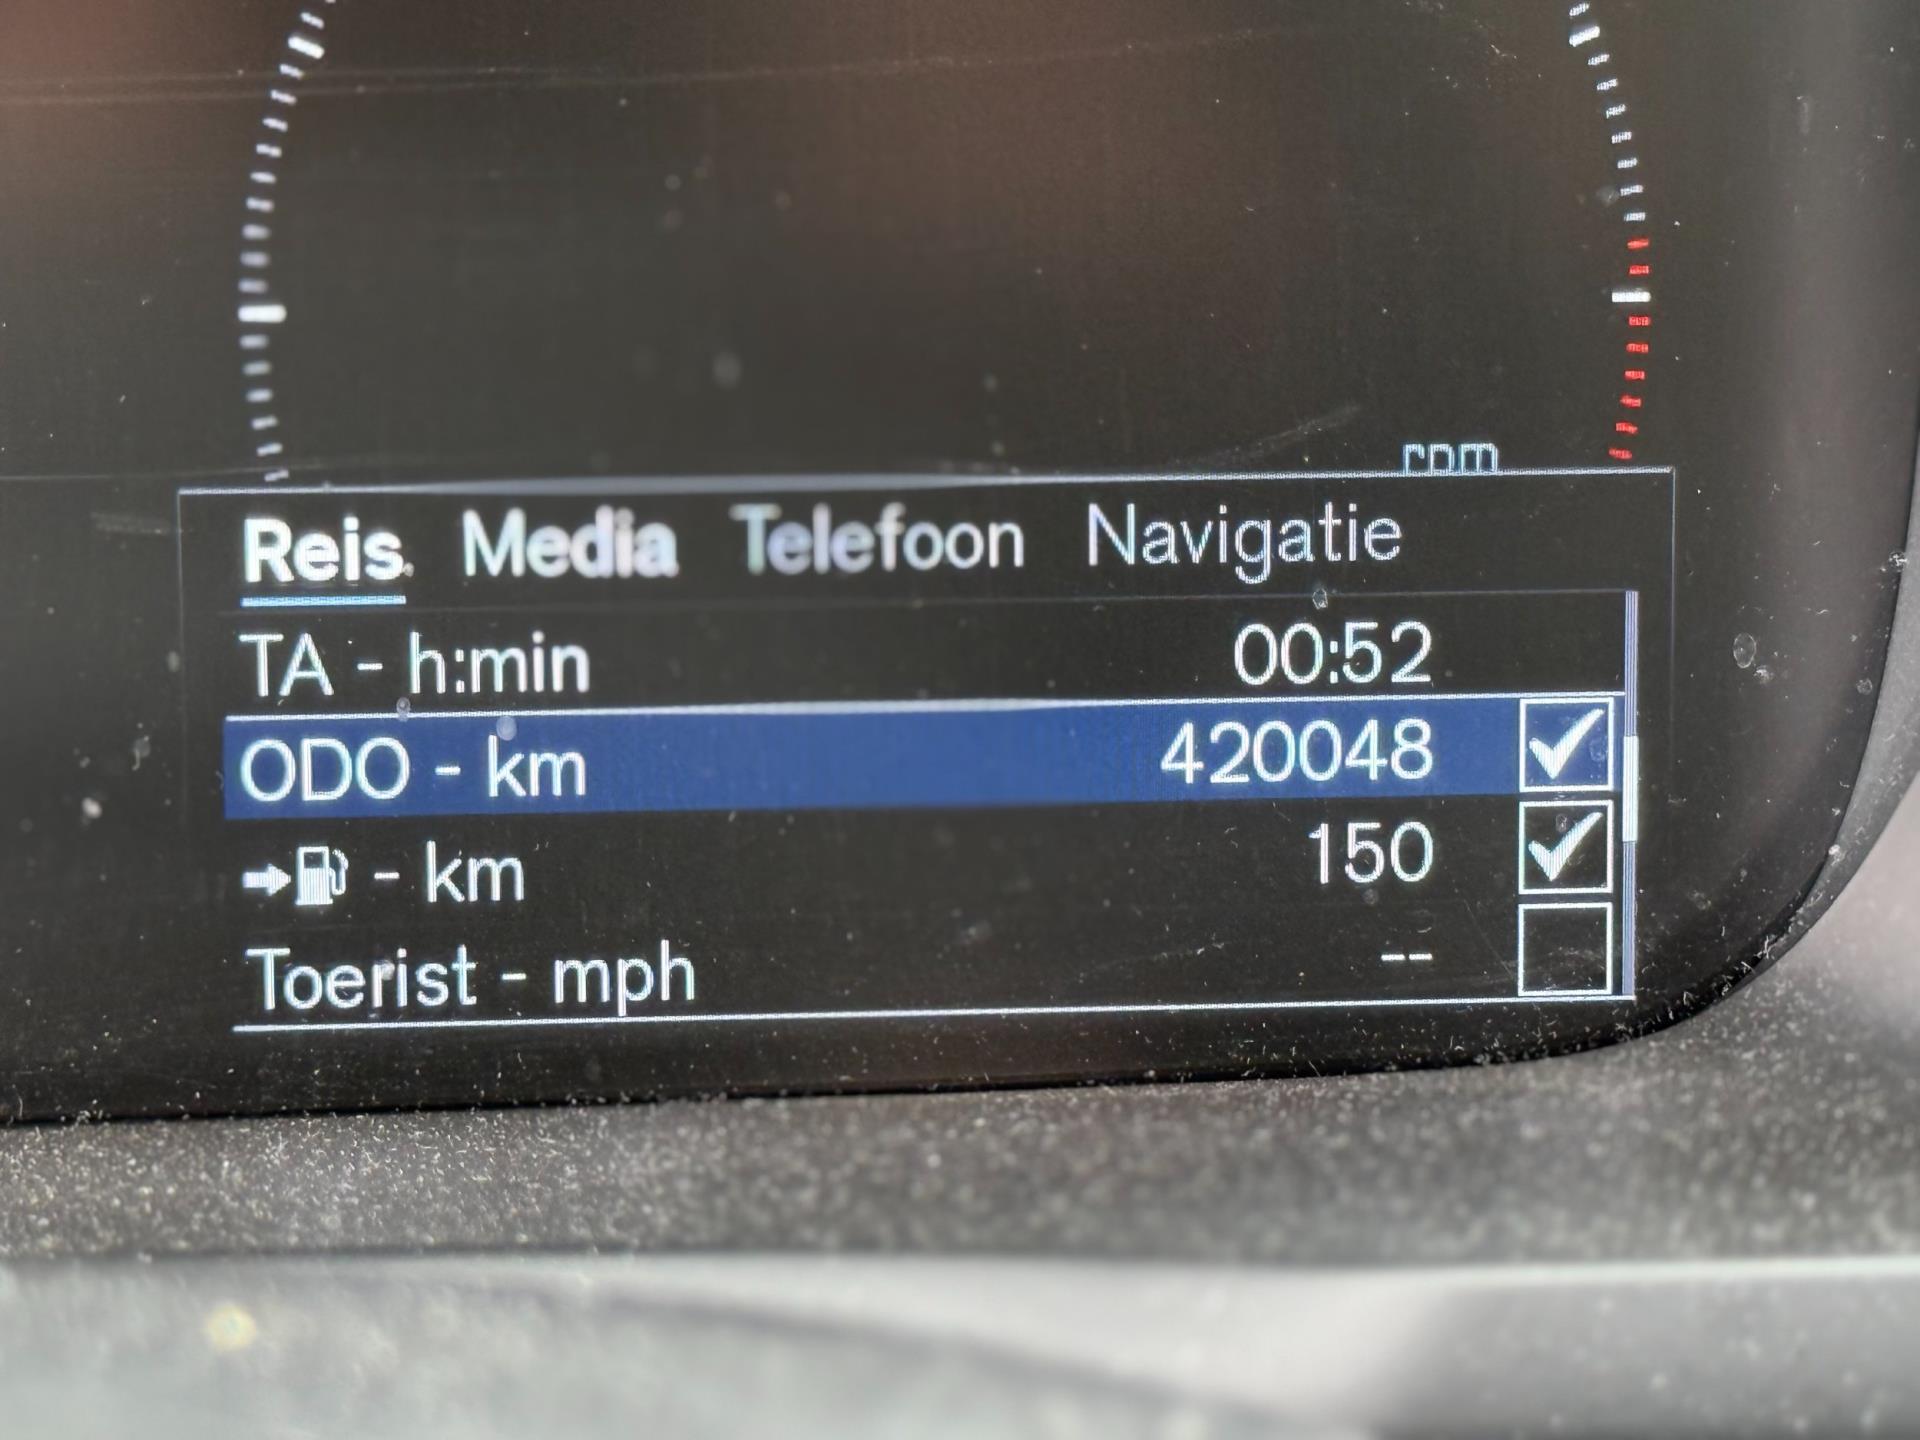 rpm
Reis Media Telefoon Navigatie
TA - h:min 00:52
ODO - km 420048
- km 150
Toerist - mph --